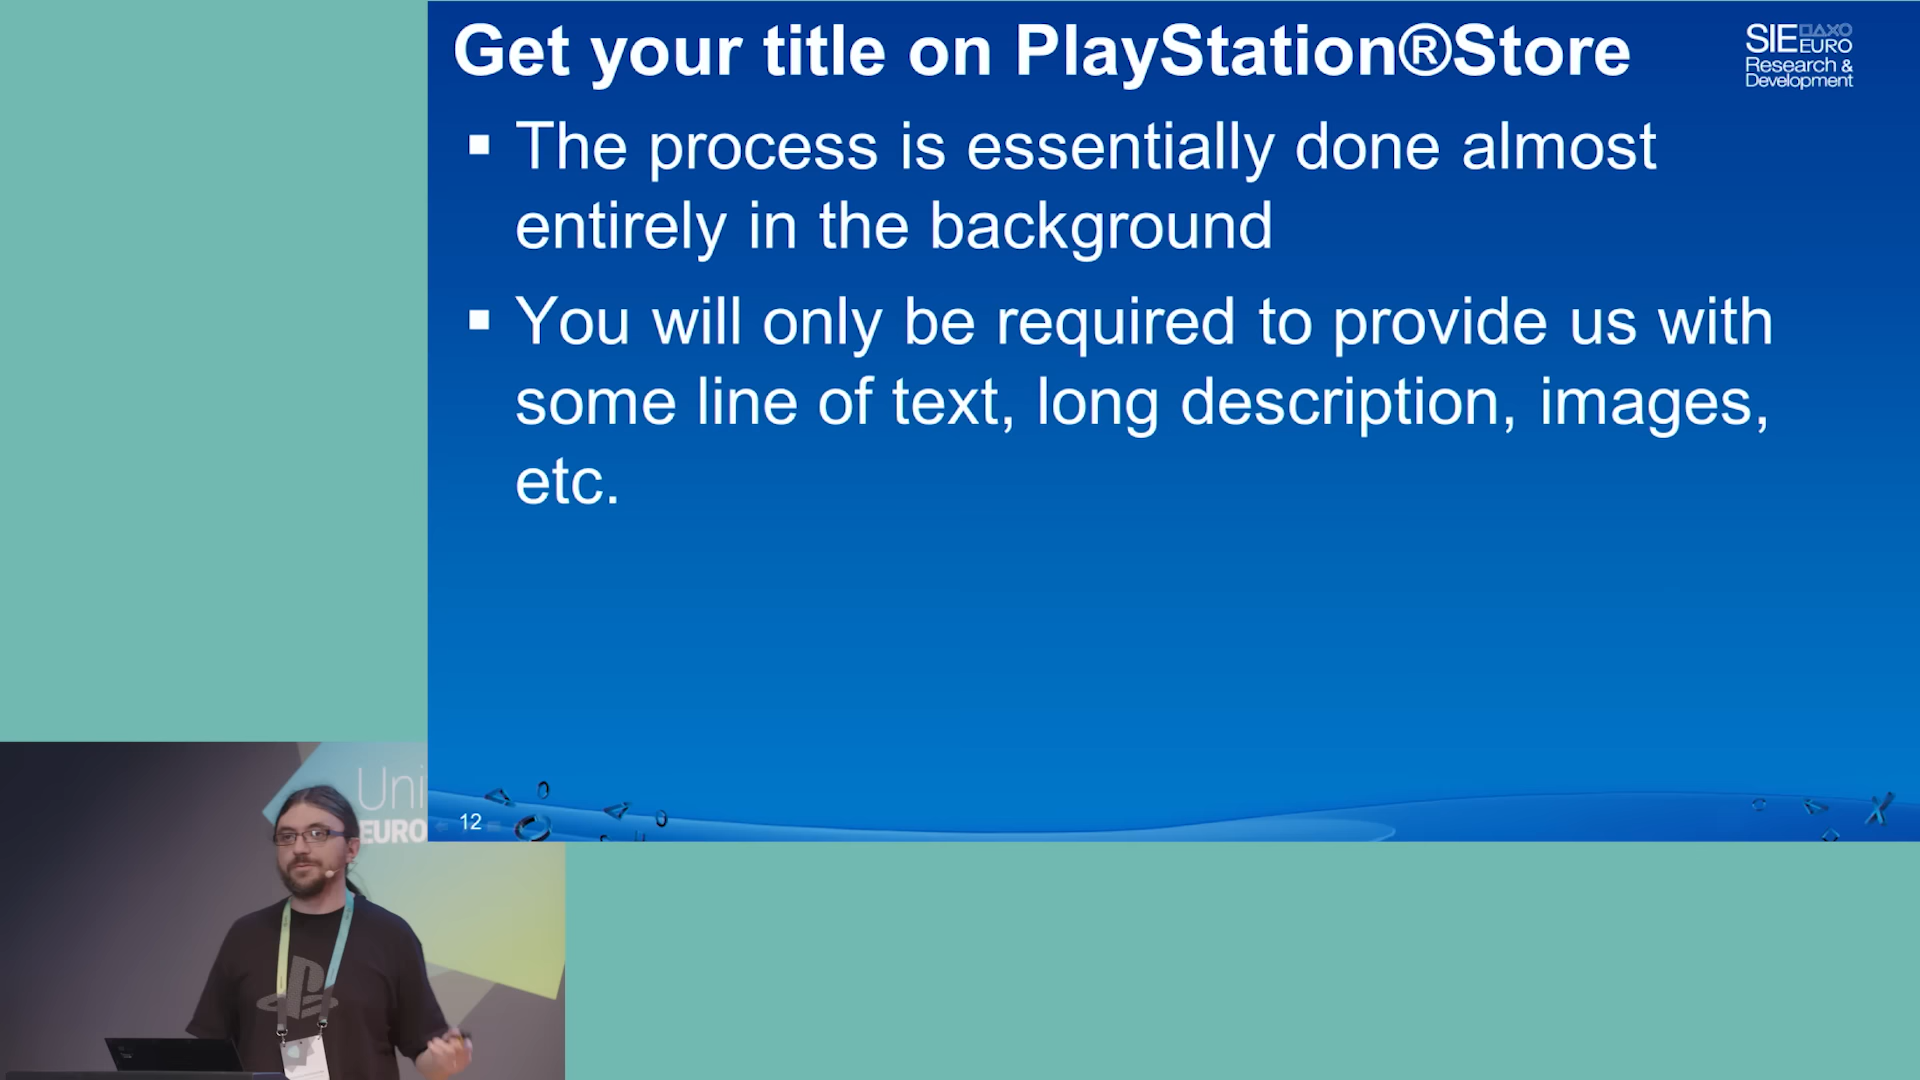 Get your title on PlayStation®Store
SIE EURO
Research &
Development
▪ The process is essentially done almost
entirely in the background
▪ You will only be required to provide us with
some line of text, long description, images,
etc.
12
Uni
EURO